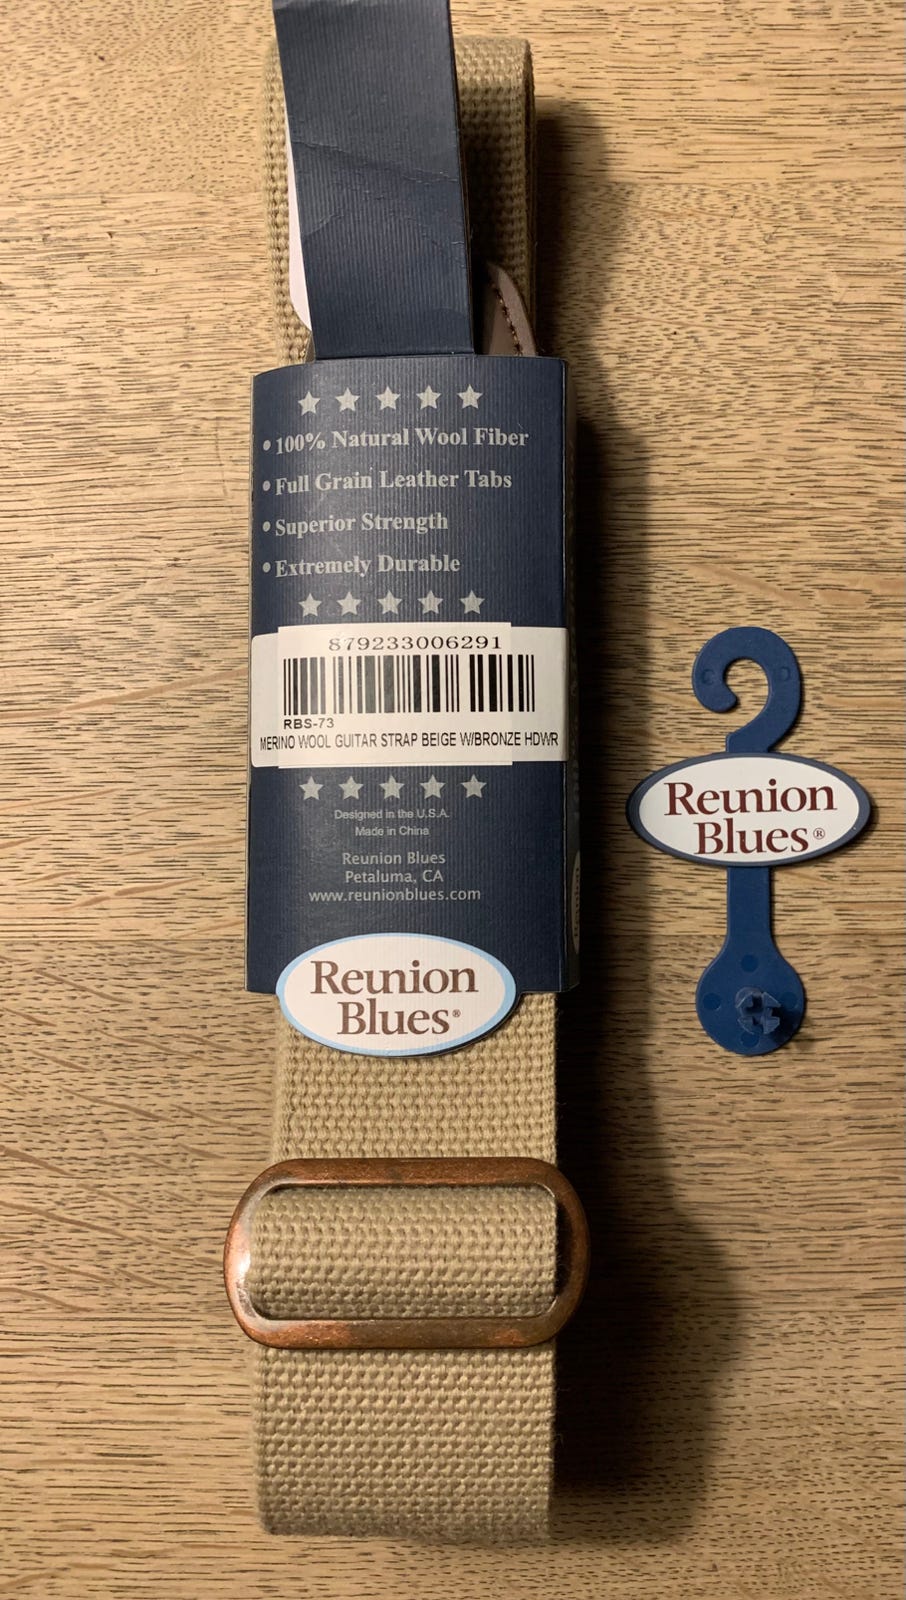 • 100% Natural Wool Fiber
• Full Grain Leather Tabs
• Superior Strength
• Extremely Durable
879233006291
RBS-73
MERINO WOOL GUITAR STRAP BEIGE W/BRONZE HDWR
Designed in the U.S.A.
Made in China
Reunion Blues
Petaluma, CA
www.reunionblues.com
Reunion
Blues®
Reunion
Blues®